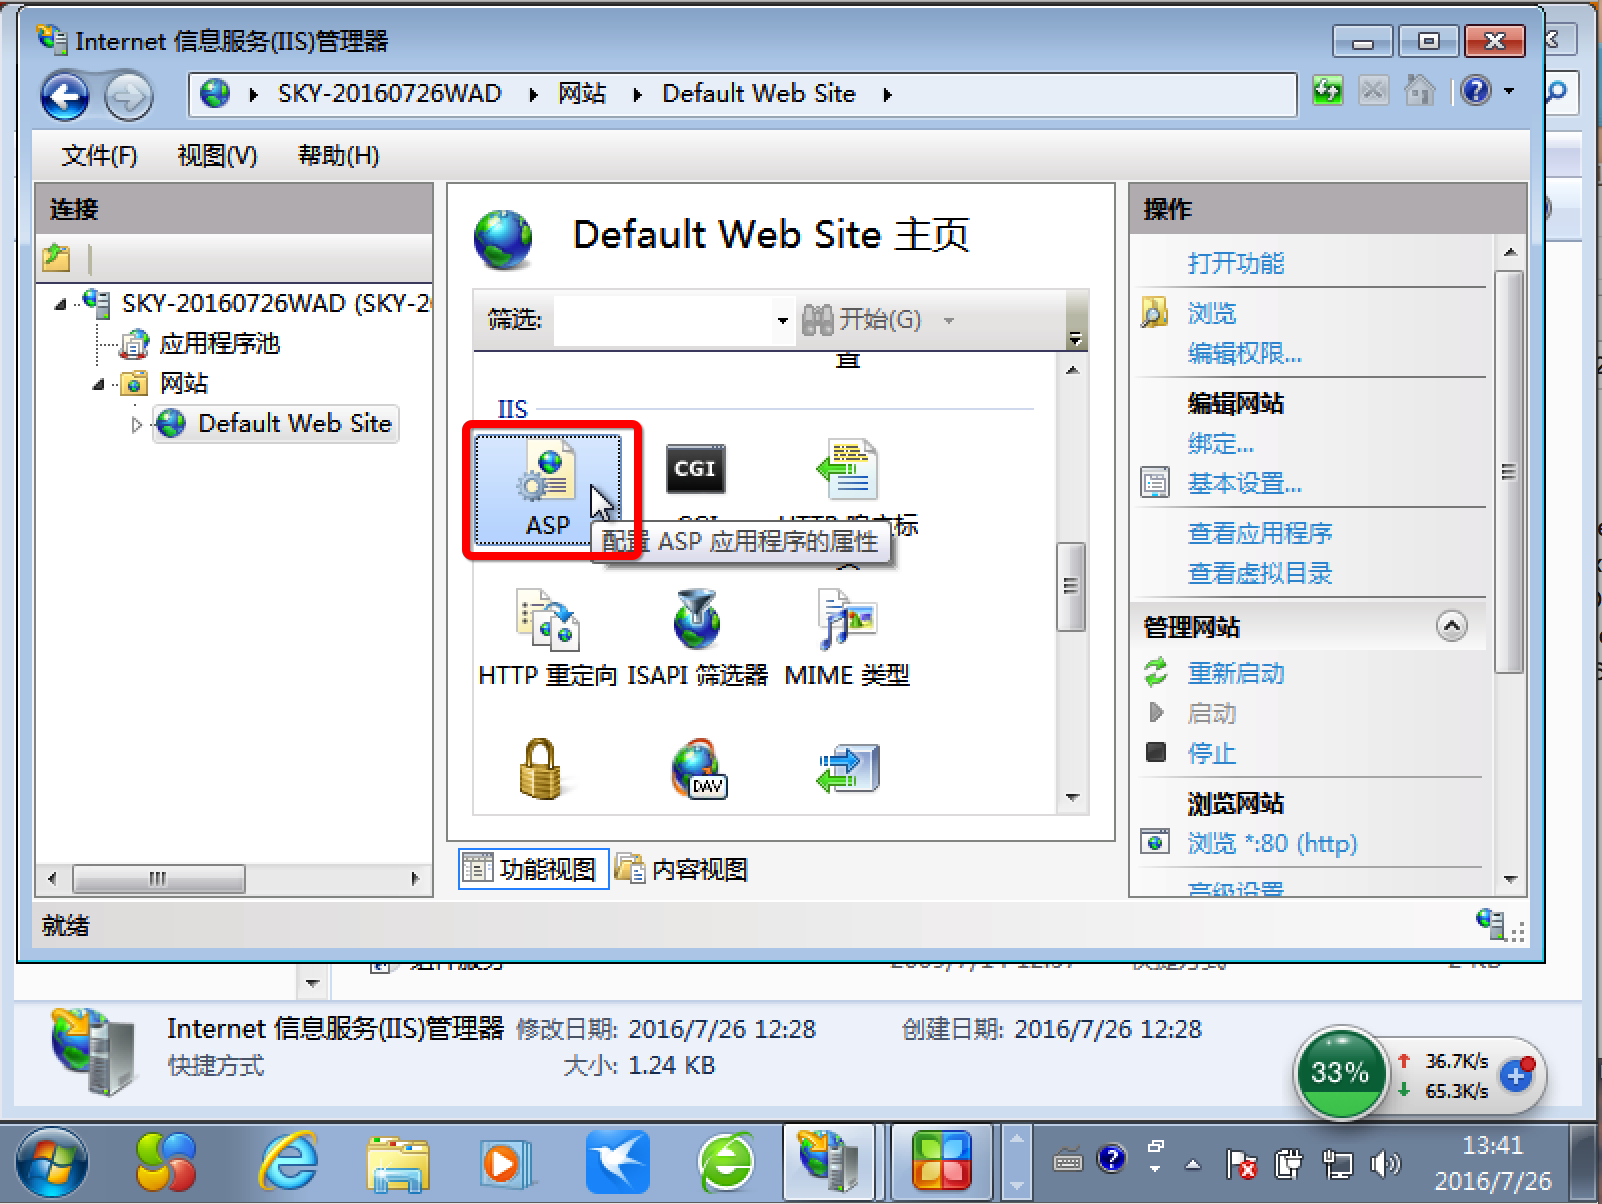 Internet 信息服务(IIS)管理器
SKY-20160726WAD
网站
Default Web Site
文件(F) 视图(V) 帮助(H)
连接
SKY-20160726WAD (SKY-2
应用程序池
网站
Default Web Site
Default Web Site 主页
筛选:
开始(G)
IIS
CGI
ASP
配置 ASP 应用程序的属性
HTTP 重定向
ISAPI 筛选器
MIME 类型
DAV
功能视图
内容视图
操作
打开功能
浏览
编辑权限...
编辑网站
绑定...
基本设置...
查看应用程序
查看虚拟目录
管理网站
重新启动
启动
停止
浏览网站
浏览 *:80 (http)
高级设置
就绪
Internet 信息服务(IIS)管理器
修改日期: 2016/7/26 12:28
创建日期: 2016/7/26 12:28
快捷方式
大小: 1.24 KB
33%
36.7K/s
65.3K/s
13:41
2016/7/26